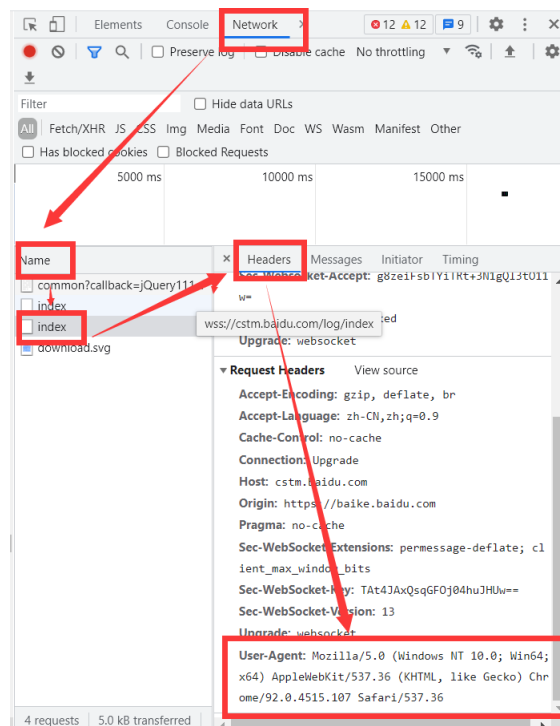 Elements Console Network 12 12 9
Preserve log Disable cache No throttling
Filter Hide data URLs
All Fetch/XHR JS CSS Img Media Font Doc WS Wasm Manifest Other
Has blocked cookies Blocked Requests
5000 ms 10000 ms 15000 ms
Name
common?callback=jQuery111
index
index
download.svg
× Headers Messages Initiator Timing
w=
wss://cstm.baidu.com/log/index
Upgrade: websocket
Request Headers View source
Accept-Encoding: gzip, deflate, br
Accept-Language: zh-CN,zh;q=0.9
Cache-Control: no-cache
Connection: Upgrade
Host: cstm.baidu.com
Origin: https://baike.baidu.com
Pragma: no-cache
Sec-WebSocket-Extensions: permessage-deflate; cl
ient_max_window_bits
Sec-WebSocket-Key: TAt4JAxQsqGFOj04huJHUw==
Sec-WebSocket-Version: 13
Upgrade: websocket
User-Agent: Mozilla/5.0 (Windows NT 10.0; Win64;
x64) AppleWebKit/537.36 (KHTML, like Gecko) Chr
ome/92.0.4515.107 Safari/537.36
4 requests 5.0 kB transferred